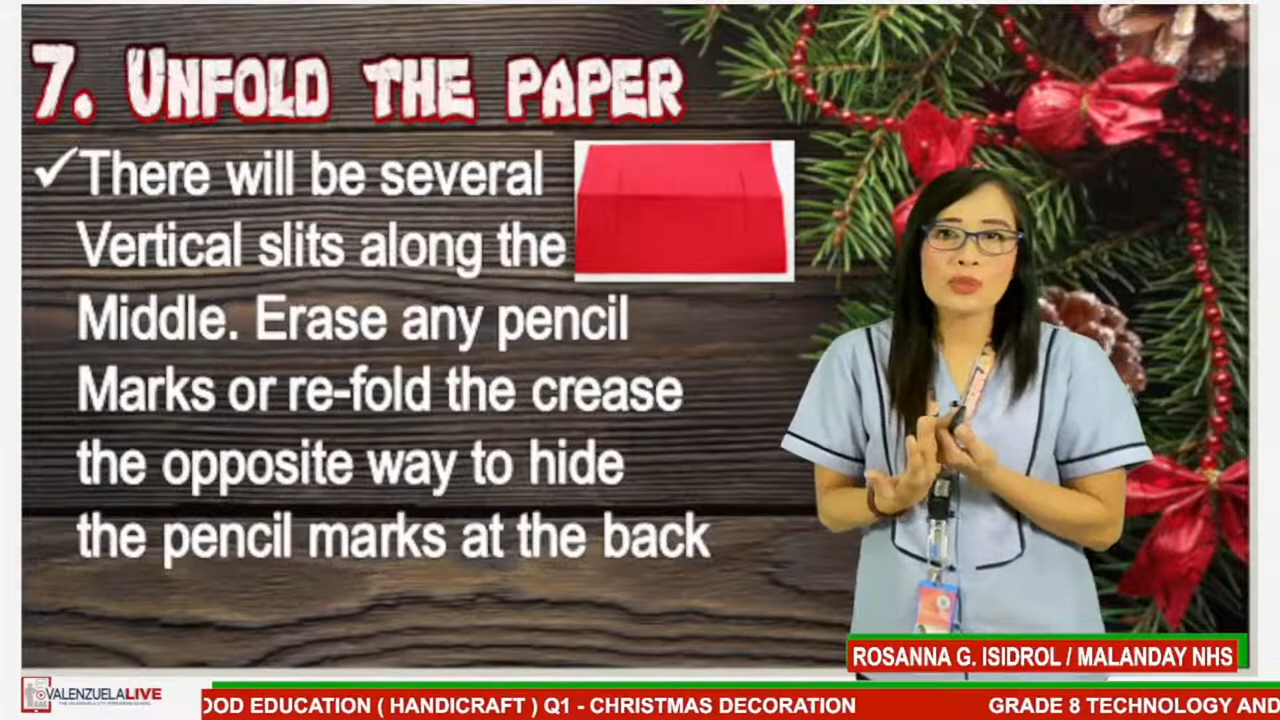 7. UNFOLD THE PAPER
✓There will be several
Vertical slits along the
Middle. Erase any pencil
Marks or re-fold the crease
the opposite way to hide
the pencil marks at the back
ROSANNA G. ISIDROL / MALANDAY NHS
VALENZUELALIVE
OOD EDUCATION ( HANDICRAFT ) Q1 - CHRISTMAS DECORATION GRADE 8 TECHNOLOGY AND